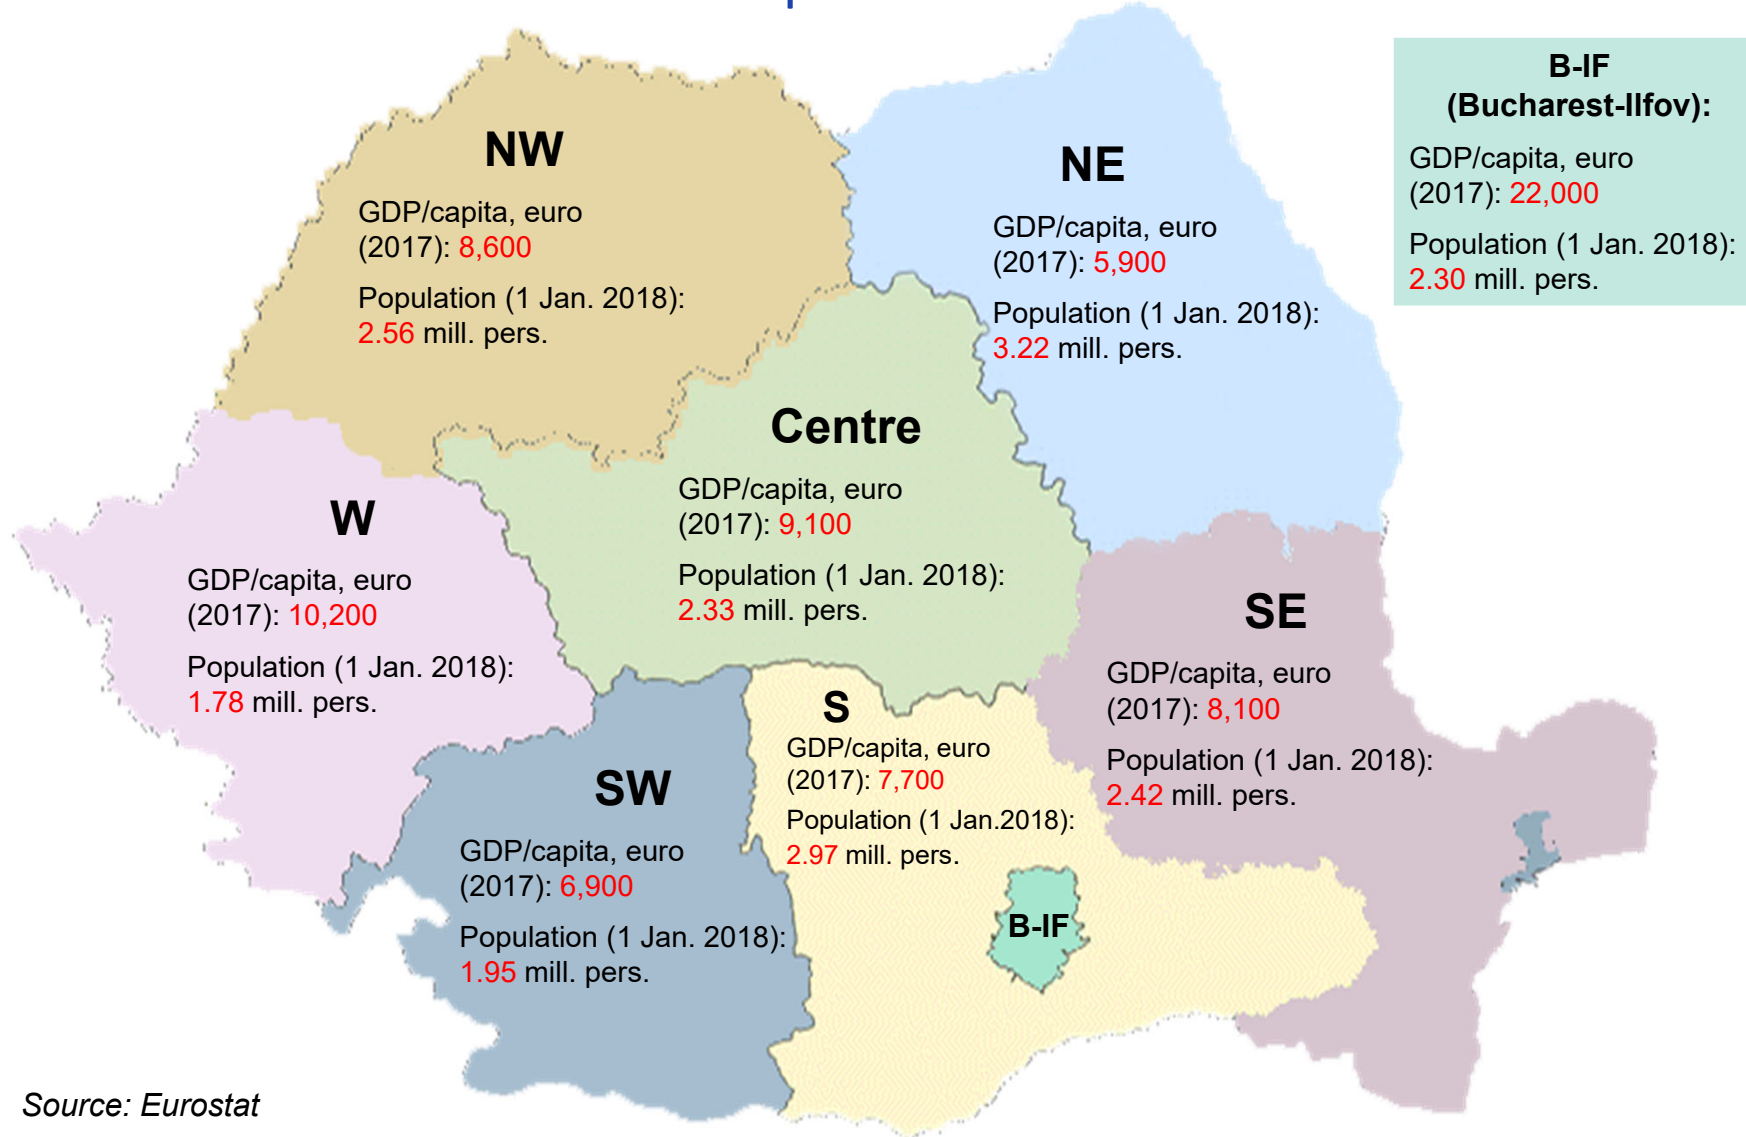 NW
GDP/capita, euro
(2017): 8,600
Population (1 Jan. 2018):
2.56 mill. pers.
NE
GDP/capita, euro
(2017): 5,900
Population (1 Jan. 2018):
3.22 mill. pers.
B-IF
(Bucharest-Ilfov):
GDP/capita, euro
(2017): 22,000
Population (1 Jan. 2018):
2.30 mill. pers.
Centre
GDP/capita, euro
(2017): 9,100
Population (1 Jan. 2018):
2.33 mill. pers.
W
GDP/capita, euro
(2017): 10,200
Population (1 Jan. 2018):
1.78 mill. pers.
SE
GDP/capita, euro
(2017): 8,100
Population (1 Jan. 2018):
2.42 mill. pers.
S
GDP/capita, euro
(2017): 7,700
Population (1 Jan.2018):
2.97 mill. pers.
SW
GDP/capita, euro
(2017): 6,900
Population (1 Jan. 2018):
1.95 mill. pers.
B-IF
Source: Eurostat